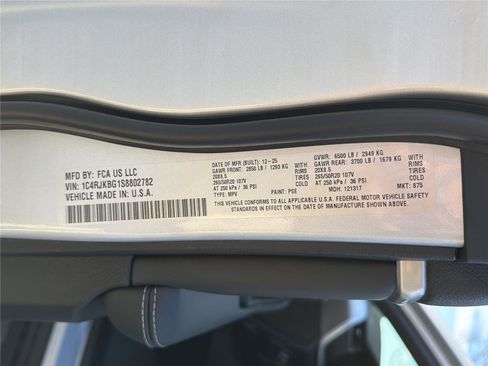 MFD BY: FCA US LLC
VIN: 1C4RJKBG1S8802782
VEHICLE MADE IN: U.S.A.
DATE OF MFR (BUILT): 12-25
GAWR FRONT: 2850 LB / 1293 KG WITH
20X8.5 RIMS
265/50R20 107V TIRES
AT 250 kPa / 36 PSI COLD
PAINT: PSE
GVWR: 6500 LB / 2949 KG
GAWR REAR: 3700 LB / 1679 KG WITH
20X8.5 RIMS
265/50R20 107V TIRES
AT 250 kPa / 36 PSI COLD
MDH: 121317 MKT: 875
THIS VEHICLE CONFORMS TO ALL APPLICABLE U.S.A. FEDERAL MOTOR VEHICLE SAFETY
STANDARDS IN EFFECT ON THE DATE OF MANUFACTURE SHOWN ABOVE